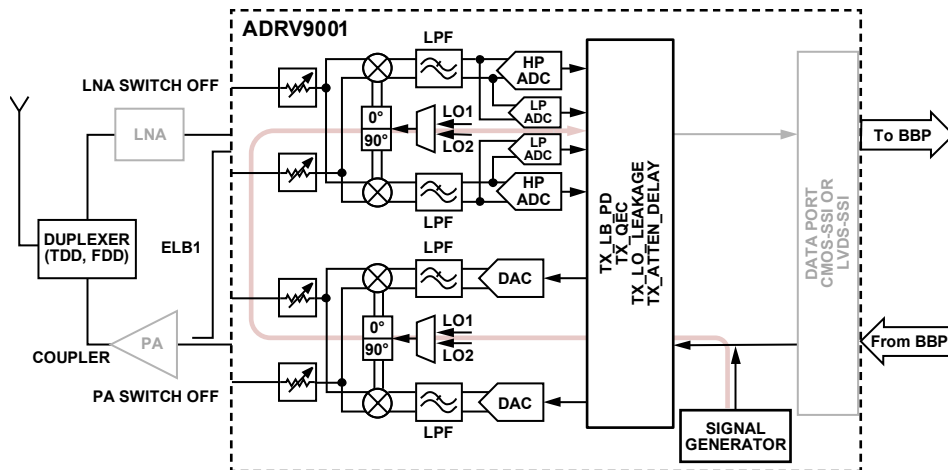 ADRV9001
LNA SWITCH OFF
LNA
DUPLEXER
(TDD, FDD)
ELB1
COUPLER
PA
PA SWITCH OFF
LPF
0°
90°
LO1
LO2
LPF
HP
ADC
LP
ADC
LP
ADC
HP
ADC
LPF
0°
90°
LO1
LO2
LPF
DAC
DAC
TX_LB_PD
TX_QEC
TX_LO_LEAKAGE
TX_ATTEN_DELAY
SIGNAL
GENERATOR
DATA PORT
CMOS-SSI OR
LVDS-SSI
To BBP
From BBP